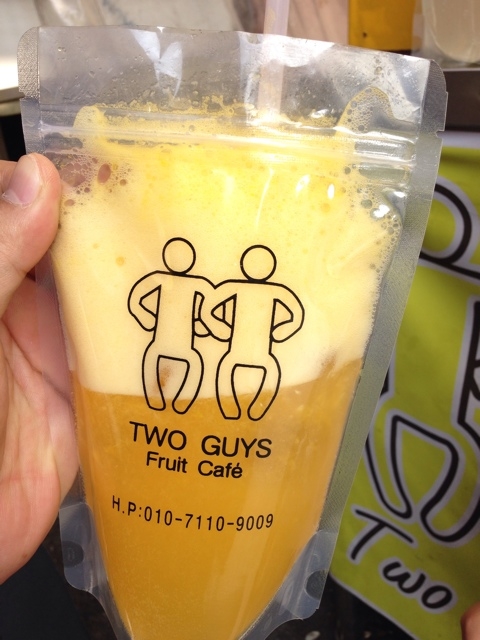 TWO GUYS
Fruit Café
H.P:010-7110-9009
Two